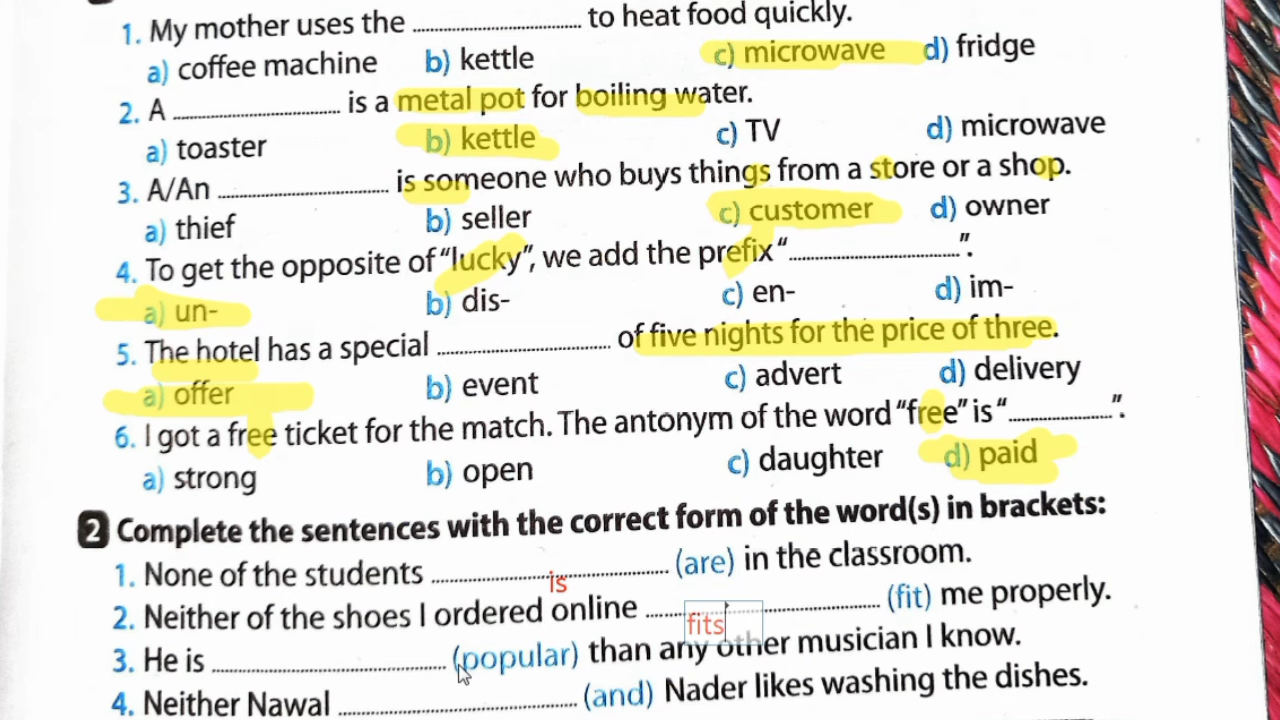 1. My mother uses the .................... to heat food quickly.
a) coffee machine b) kettle c) microwave d) fridge
2. A .................... is a metal pot for boiling water.
a) toaster b) kettle c) TV d) microwave
3. A/An .................... is someone who buys things from a store or a shop.
a) thief b) seller c) customer d) owner
4. To get the opposite of “lucky”, we add the prefix “....................”.
a) un- b) dis- c) en- d) im-
5. The hotel has a special .................... of five nights for the price of three.
a) offer b) event c) advert d) delivery
6. I got a free ticket for the match. The antonym of the word “free” is “....................”.
a) strong b) open c) daughter d) paid
2 Complete the sentences with the correct form of the word(s) in brackets:
1. None of the students .................... (are) in the classroom.
is
2. Neither of the shoes I ordered online .................... (fit) me properly.
fits
3. He is .................... (popular) than any other musician I know.
4. Neither Nawal .................... (and) Nader likes washing the dishes.